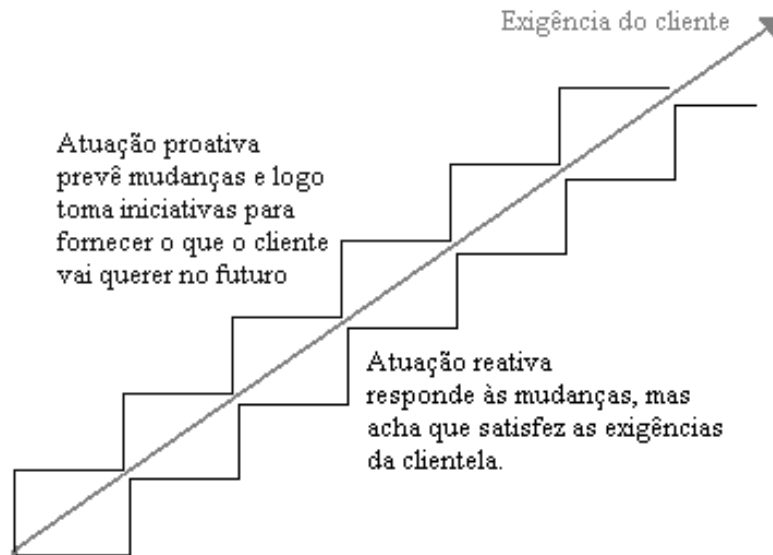 Exigência do cliente
Atuação proativa
prevê mudanças e logo
toma iniciativas para
fornecer o que o cliente
vai querer no futuro
Atuação reativa
responde às mudanças, mas
acha que satisfez as exigências
da clientela.